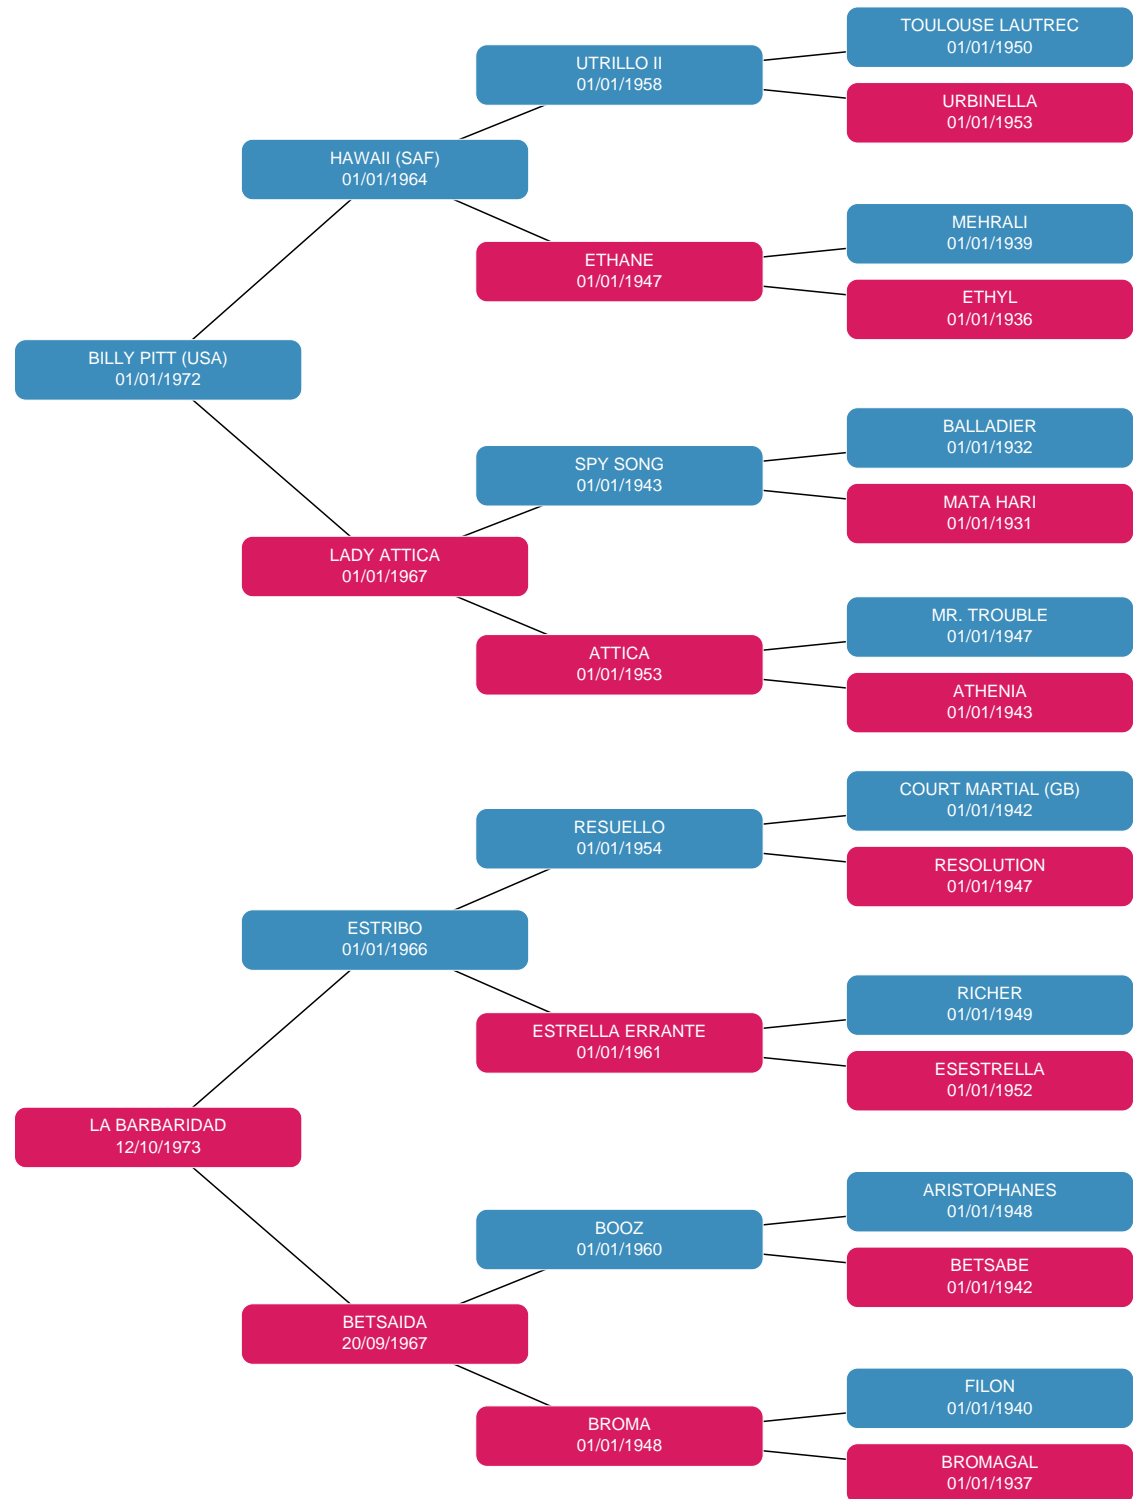 TOULOUSE LAUTREC
01/01/1950
UTRILLO II
01/01/1958
URBINELLA
01/01/1953
HAWAII (SAF)
01/01/1964
MEHRALI
01/01/1939
ETHANE
01/01/1947
ETHYL
01/01/1936
BILLY PITT (USA)
01/01/1972
BALLADIER
01/01/1932
SPY SONG
01/01/1943
MATA HARI
01/01/1931
LADY ATTICA
01/01/1967
MR. TROUBLE
01/01/1947
ATTICA
01/01/1953
ATHENIA
01/01/1943
COURT MARTIAL (GB)
01/01/1942
RESUELLO
01/01/1954
RESOLUTION
01/01/1947
ESTRIBO
01/01/1966
RICHER
01/01/1949
ESTRELLA ERRANTE
01/01/1961
ESESTRELLA
01/01/1952
LA BARBARIDAD
12/10/1973
ARISTOPHANES
01/01/1948
BOOZ
01/01/1960
BETSABE
01/01/1942
BETSAIDA
20/09/1967
FILON
01/01/1940
BROMA
01/01/1948
BROMAGAL
01/01/1937